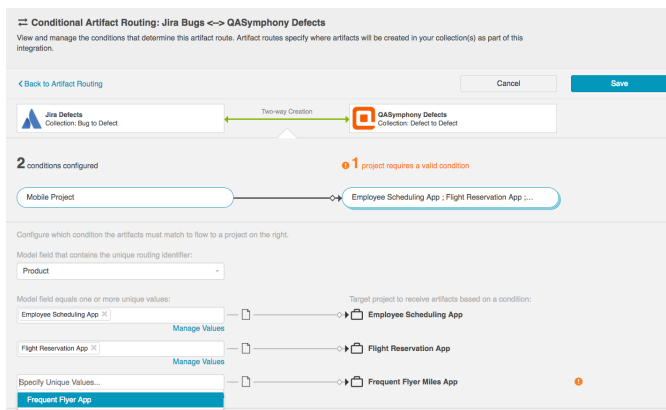 Conditional Artifact Routing: Jira Bugs <--> QASymphony Defects
View and manage the conditions that determine this artifact route. Artifact routes specify where artifacts will be created in your collection(s) as part of this
integration.
Back to Artifact Routing
Cancel
Save
Jira Defects
Collection: Bug to Defect
Two-way Creation
QASymphony Defects
Collection: Defect to Defect
2 conditions configured
1 project requires a valid condition
Mobile Project
Employee Scheduling App ; Flight Reservation App ;...
Configure which condition the artifacts must match to flow to a project on the right.
Model field that contains the unique routing identifier:
Product
Model field equals one or more unique values:
Target project to receive artifacts based on a condition:
Employee Scheduling App
Employee Scheduling App
Manage Values
Flight Reservation App
Flight Reservation App
Manage Values
Specify Unique Values...
Frequent Flyer Miles App
Frequent Flyer App